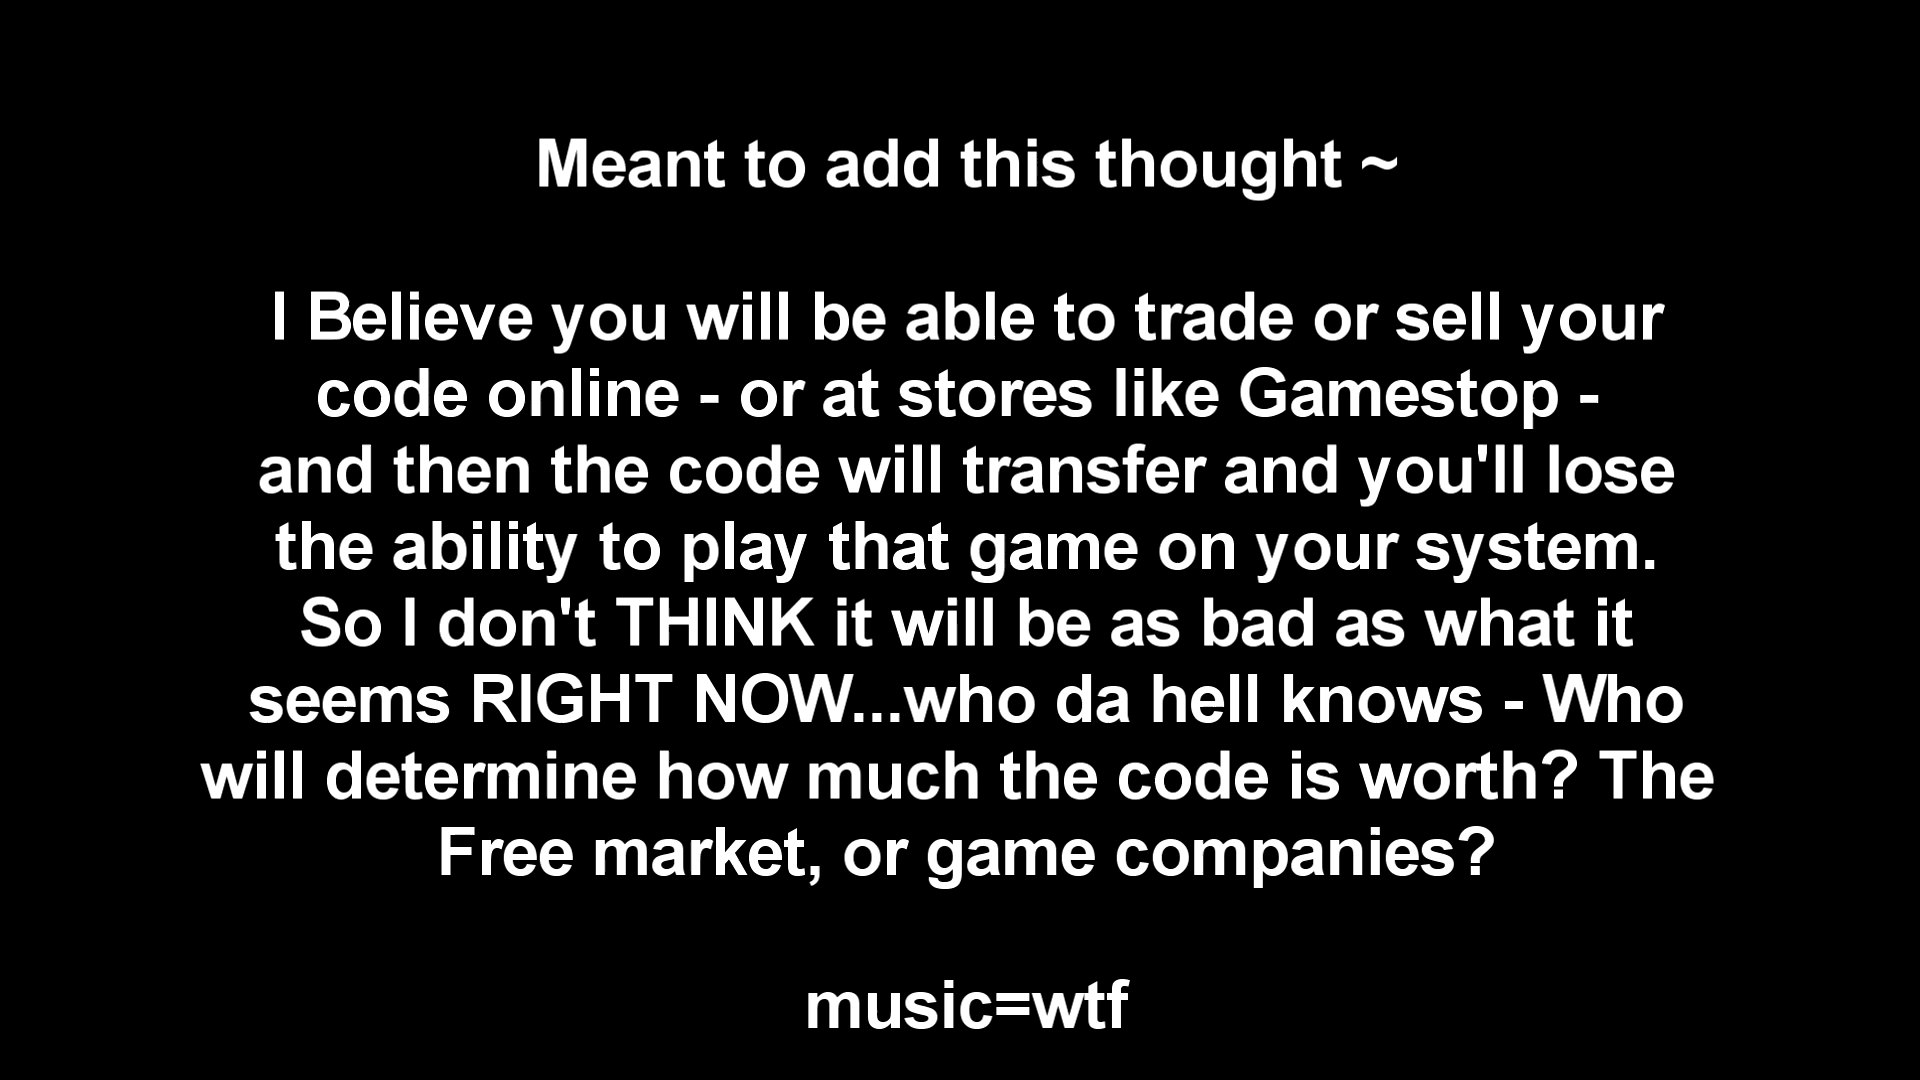 Meant to add this thought ~
I Believe you will be able to trade or sell your
code online - or at stores like Gamestop -
and then the code will transfer and you'll lose
the ability to play that game on your system.
So I don't THINK it will be as bad as what it
seems RIGHT NOW...who da hell knows - Who
will determine how much the code is worth? The
Free market, or game companies?
music=wtf